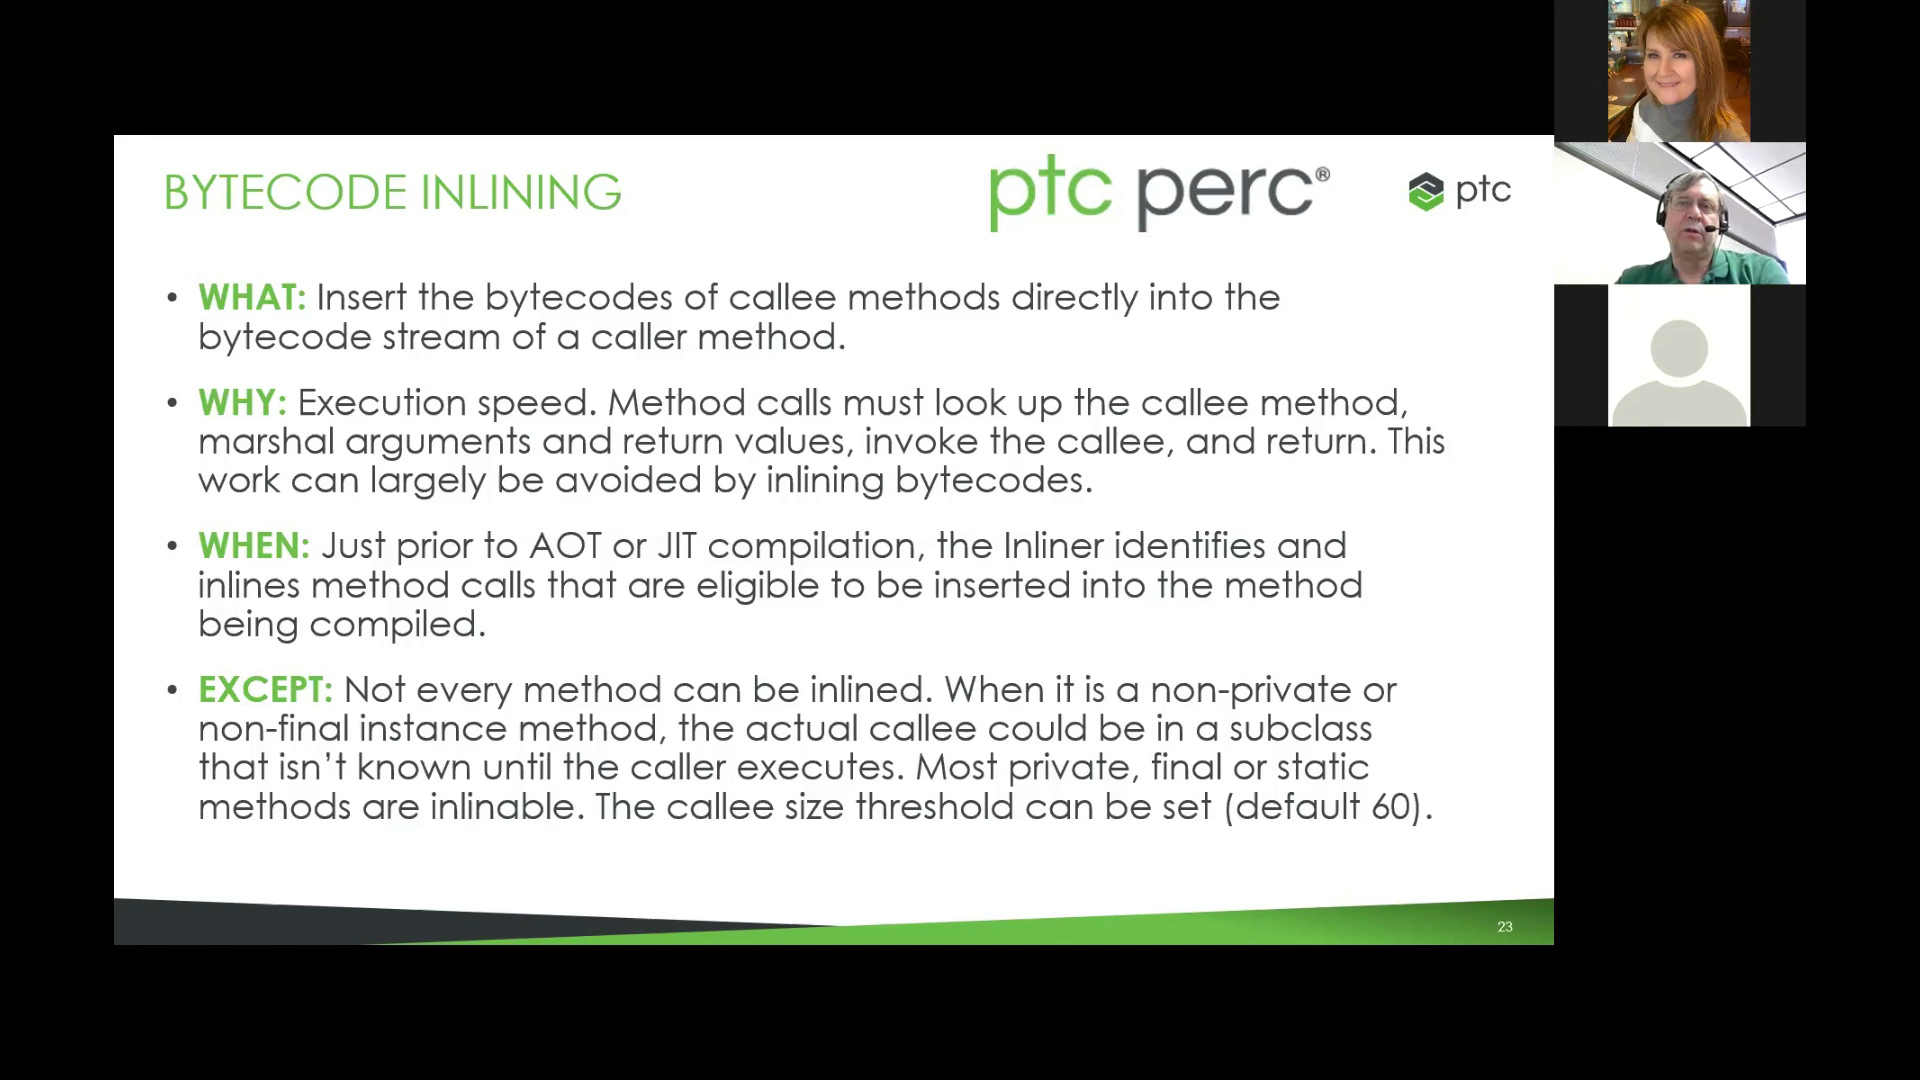 BYTECODE INLINING
ptc perc®
ptc
• WHAT: Insert the bytecodes of callee methods directly into the
bytecode stream of a caller method.
• WHY: Execution speed. Method calls must look up the callee method,
marshal arguments and return values, invoke the callee, and return. This
work can largely be avoided by inlining bytecodes.
• WHEN: Just prior to AOT or JIT compilation, the Inliner identifies and
inlines method calls that are eligible to be inserted into the method
being compiled.
• EXCEPT: Not every method can be inlined. When it is a non-private or
non-final instance method, the actual callee could be in a subclass
that isn’t known until the caller executes. Most private, final or static
methods are inlinable. The callee size threshold can be set (default 60).
23